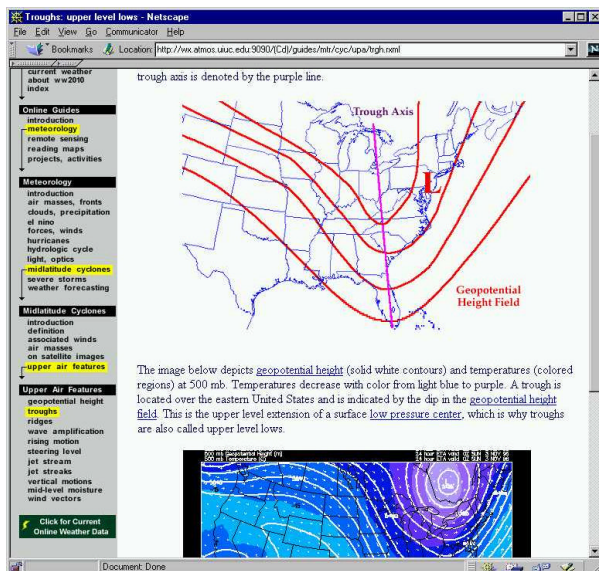 Troughs: upper level lows - Netscape
File Edit View Go Communicator Help
Bookmarks Location: http://wx.atmos.uiuc.edu:9090/(Cd)/guides/mtr/cyc/upa/trgh.rxml
N
current weather
about ww2010
index
Online Guides
introduction
meteorology
remote sensing
reading maps
projects, activities
Meteorology
introduction
air masses, fronts
clouds, precipitation
el nino
forces, winds
hurricanes
hydrologic cycle
light, optics
midlatitude cyclones
severe storms
weather forecasting
Midlatitude Cyclones
introduction
definition
associated winds
air masses
on satellite images
upper air features
Upper Air Features
geopotential height
troughs
ridges
wave amplification
rising motion
steering level
jet stream
jet streaks
vertical motions
mid-level moisture
wind vectors
Click for Current
Online Weather Data
trough axis is denoted by the purple line.
Trough Axis
L
Geopotential
Height Field
The image below depicts geopotential height (solid white contours) and temperatures (colored
regions) at 500 mb. Temperatures decrease with color from light blue to purple. A trough is
located over the eastern United States and is indicated by the dip in the geopotential height
field. This is the upper level extension of a surface low pressure center, which is why troughs
are also called upper level lows.
500 mb Geopotential Height (m)
500 mb Temperature (C)
Document Done